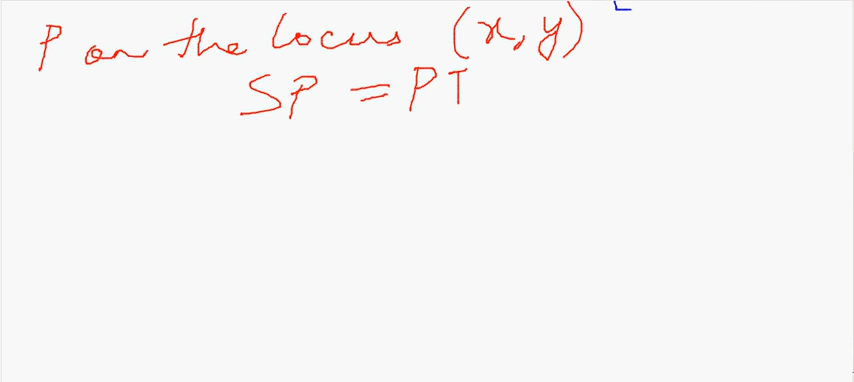 P on the locus (x, y)
SP = PT